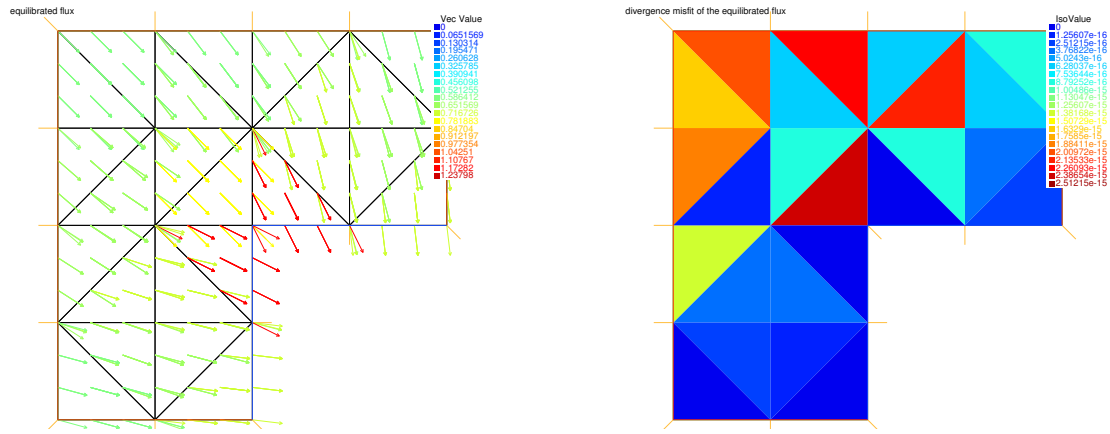 equilibrated flux
Vec Value
0
0.0651569
0.130314
0.195471
0.260628
0.325785
0.390941
0.456098
0.521255
0.586412
0.651569
0.716726
0.781883
0.84704
0.912197
0.977354
1.04251
1.10767
1.17282
1.23798
divergence misfit of the equilibrated flux
IsoValue
0
1.25607e-16
2.51215e-16
3.76822e-16
5.0243e-16
6.28037e-16
7.53644e-16
8.79252e-16
1.00486e-15
1.13047e-15
1.25607e-15
1.38168e-15
1.50729e-15
1.6329e-15
1.7585e-15
1.88411e-15
2.00972e-15
2.13533e-15
2.26093e-15
2.38654e-15
2.51215e-15